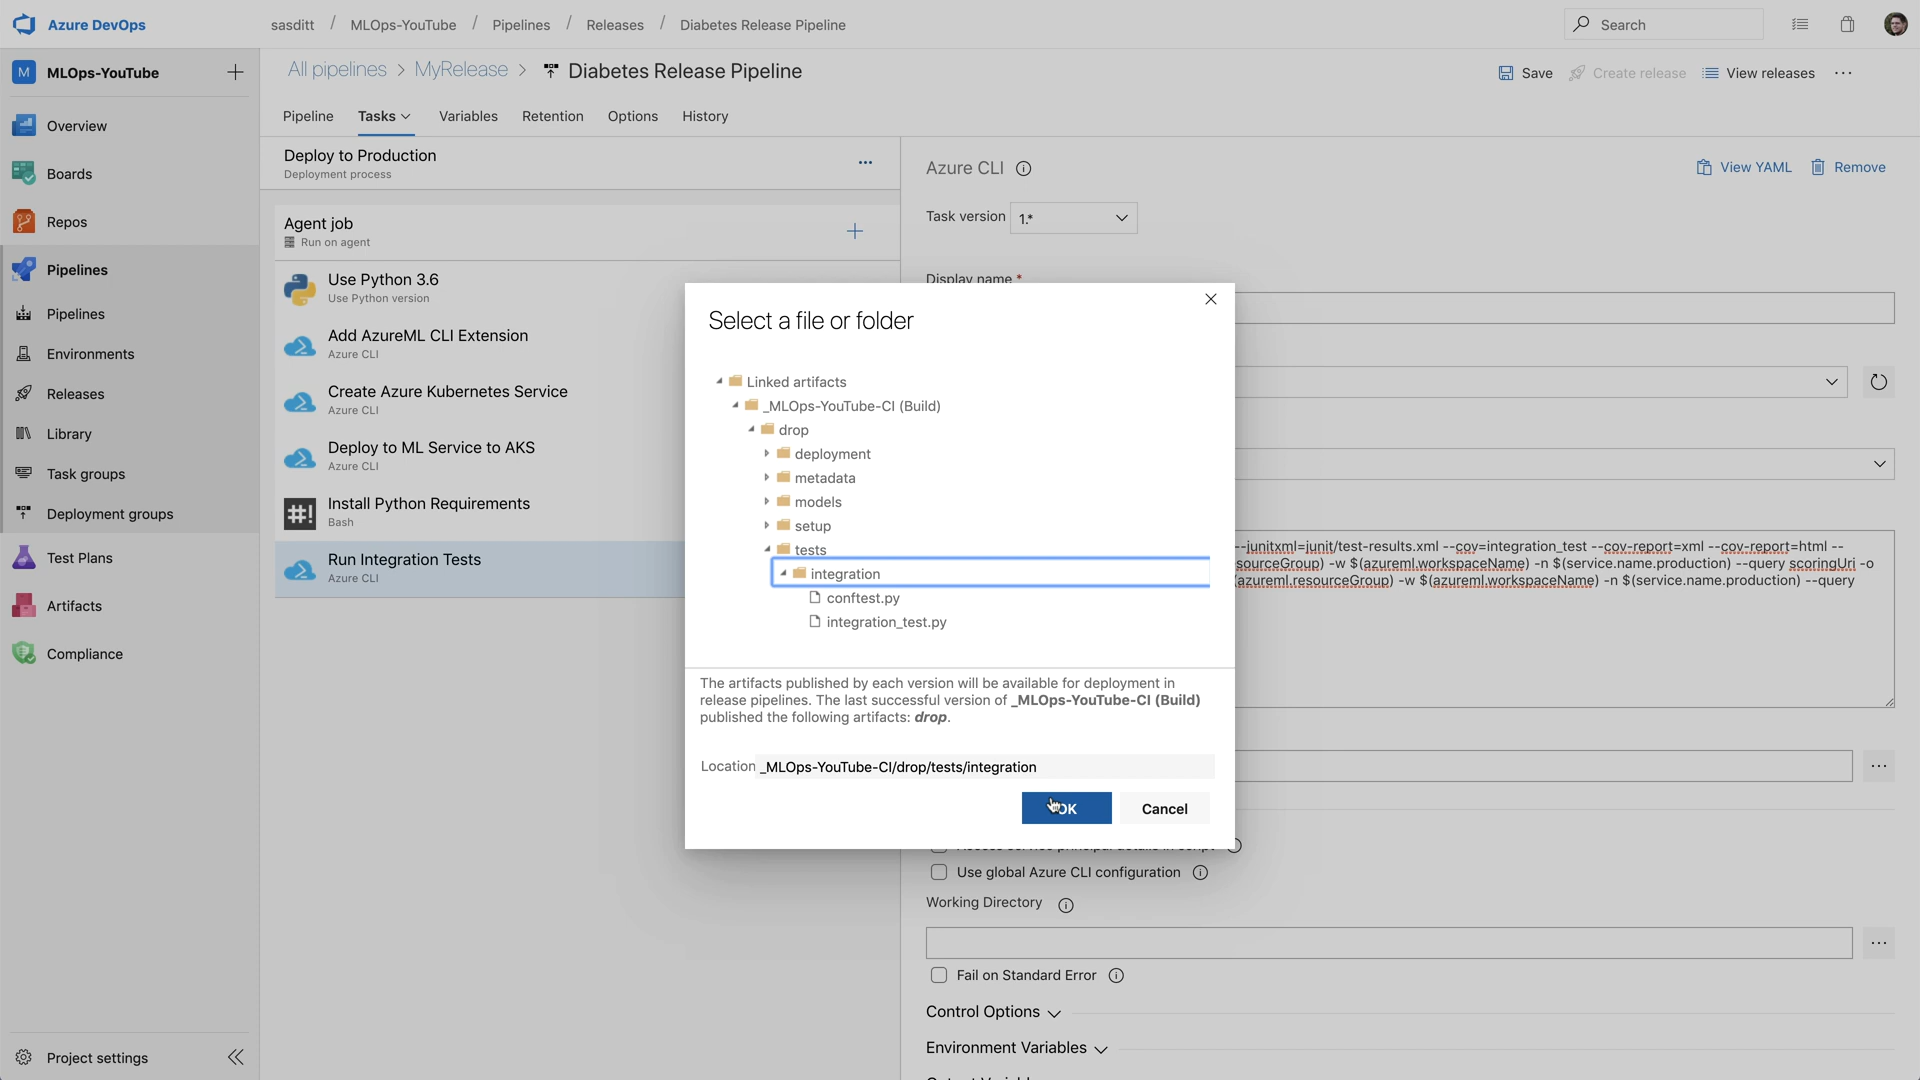 Azure DevOps
sasditt / MLOps-YouTube / Pipelines / Releases / Diabetes Release Pipeline
Search
M MLOps-YouTube
Overview
Boards
Repos
Pipelines
Pipelines
Environments
Releases
Library
Task groups
Deployment groups
Test Plans
Artifacts
Compliance
Project settings
All pipelines > MyRelease > Diabetes Release Pipeline
Save
Create release
View releases
Pipeline
Tasks
Variables
Retention
Options
History
Deploy to Production
Deployment process
Agent job
Run on agent
Use Python 3.6
Use Python version
Add AzureML CLI Extension
Azure CLI
Create Azure Kubernetes Service
Azure CLI
Deploy to ML Service to AKS
Azure CLI
#! Install Python Requirements
Bash
Run Integration Tests
Azure CLI
Azure CLI
View YAML
Remove
Task version 1.*
Display name *
--junitxml=junit/test-results.xml --cov=integration_test --cov-report=xml --cov-report=html --
sourceGroup) -w $(azureml.workspaceName) -n $(service.name.production) --query scoringUri -o
(azureml.resourceGroup) -w $(azureml.workspaceName) -n $(service.name.production) --query
Select a file or folder
Linked artifacts
_MLOps-YouTube-CI (Build)
drop
deployment
metadata
models
setup
tests
integration
conftest.py
integration_test.py
The artifacts published by each version will be available for deployment in
release pipelines. The last successful version of _MLOps-YouTube-CI (Build)
published the following artifacts: drop.
Location _MLOps-YouTube-CI/drop/tests/integration
OK
Cancel
Use global Azure CLI configuration
Working Directory
Fail on Standard Error
Control Options
Environment Variables